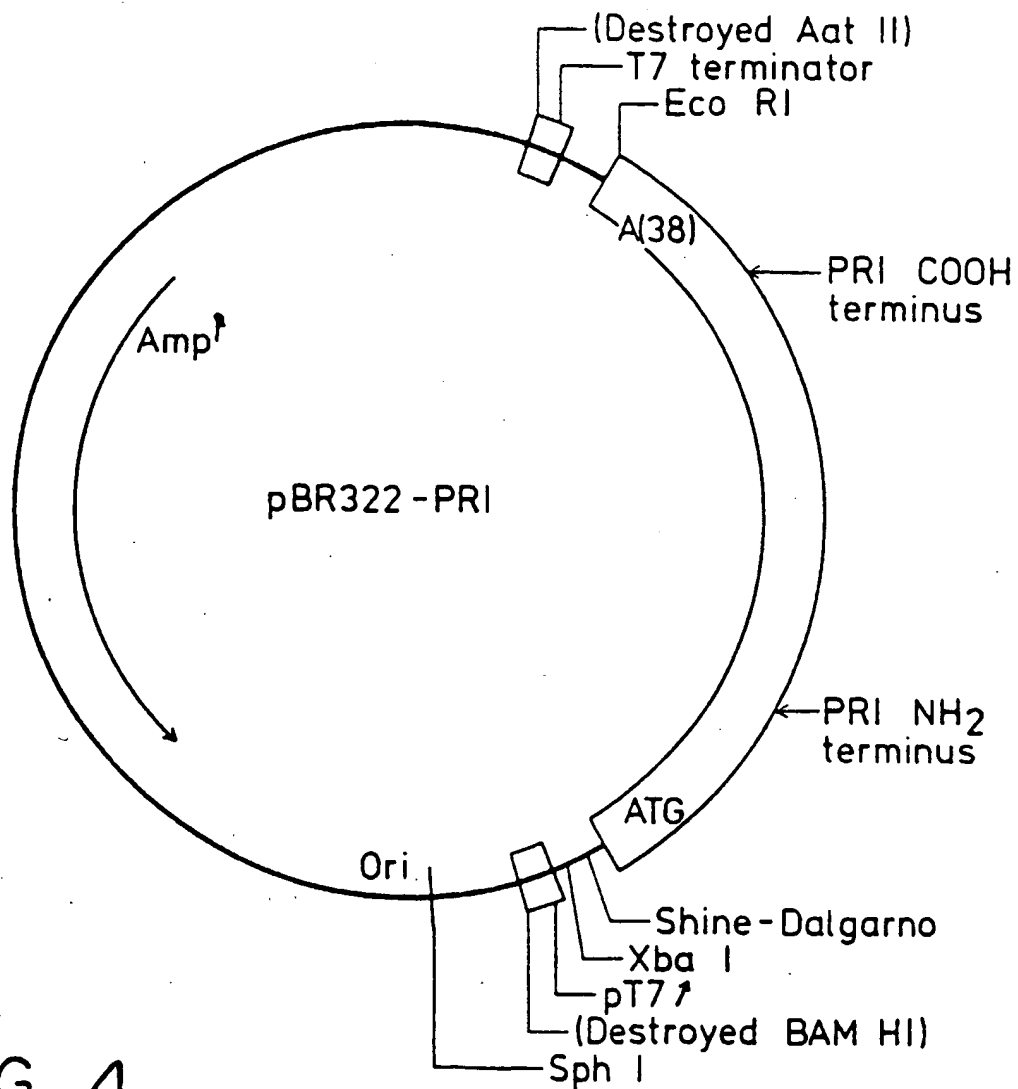 (Destroyed Aat II)
T7 terminator
Eco RI
A(38)
PRI COOH
terminus
Amp
pBR322-PRI
PRI NH2
terminus
ATG
Ori
Shine-Dalgarno
Xba I
pT7
(Destroyed BAM HI)
Sph I